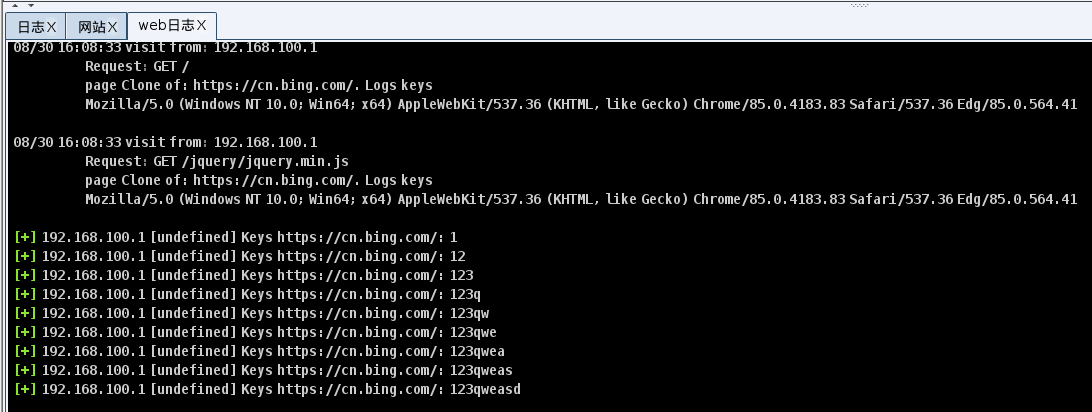 日志X 网站X web日志X
08/30 16:08:33 visit from: 192.168.100.1
Request: GET /
page Clone of: https://cn.bing.com/. Logs keys
Mozilla/5.0 (Windows NT 10.0; Win64; x64) AppleWebKit/537.36 (KHTML, like Gecko) Chrome/85.0.4183.83 Safari/537.36 Edg/85.0.564.41
08/30 16:08:33 visit from: 192.168.100.1
Request: GET /jquery/jquery.min.js
page Clone of: https://cn.bing.com/. Logs keys
Mozilla/5.0 (Windows NT 10.0; Win64; x64) AppleWebKit/537.36 (KHTML, like Gecko) Chrome/85.0.4183.83 Safari/537.36 Edg/85.0.564.41
[+] 192.168.100.1 [undefined] Keys https://cn.bing.com/: 1
[+] 192.168.100.1 [undefined] Keys https://cn.bing.com/: 12
[+] 192.168.100.1 [undefined] Keys https://cn.bing.com/: 123
[+] 192.168.100.1 [undefined] Keys https://cn.bing.com/: 123q
[+] 192.168.100.1 [undefined] Keys https://cn.bing.com/: 123qw
[+] 192.168.100.1 [undefined] Keys https://cn.bing.com/: 123qwe
[+] 192.168.100.1 [undefined] Keys https://cn.bing.com/: 123qwea
[+] 192.168.100.1 [undefined] Keys https://cn.bing.com/: 123qweas
[+] 192.168.100.1 [undefined] Keys https://cn.bing.com/: 123qweasd